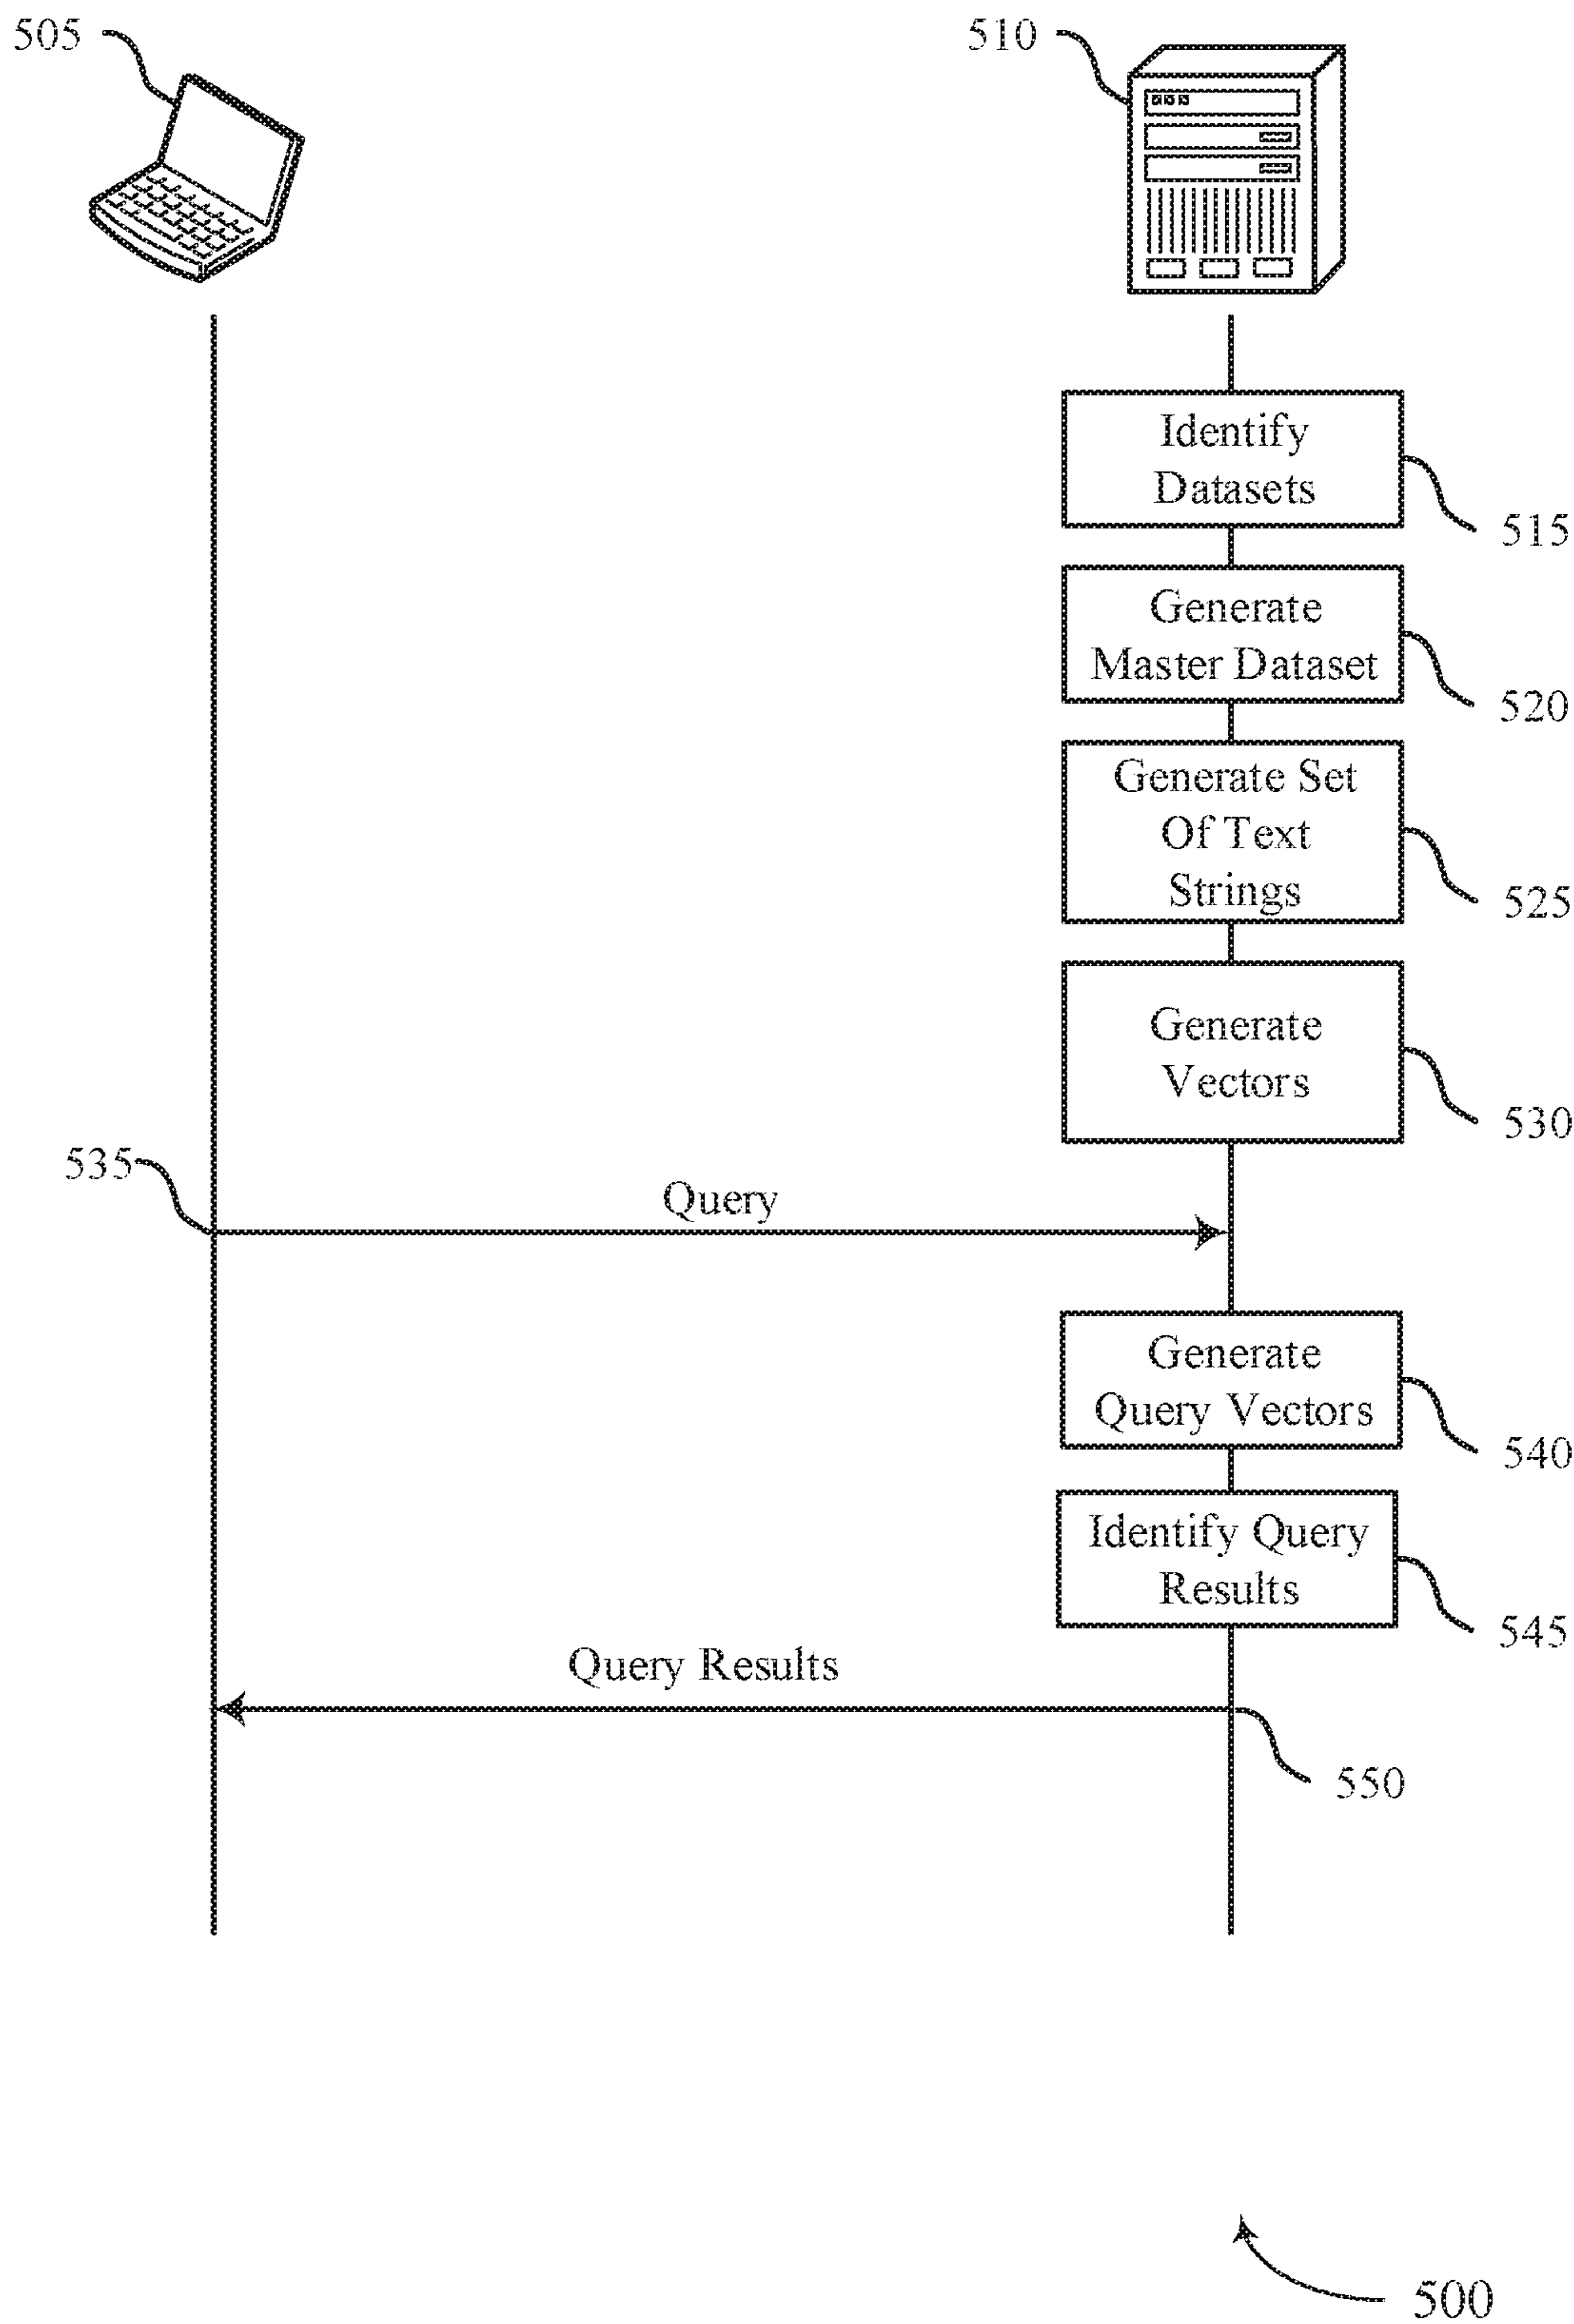 505
510
Identify
Datasets
515
Generate
Master Dataset
520
Generate Set
Of Text
Strings
525
Generate
Vectors
530
535
Query
Generate
Query Vectors
540
Identify Query
Results
545
Query Results
550
500